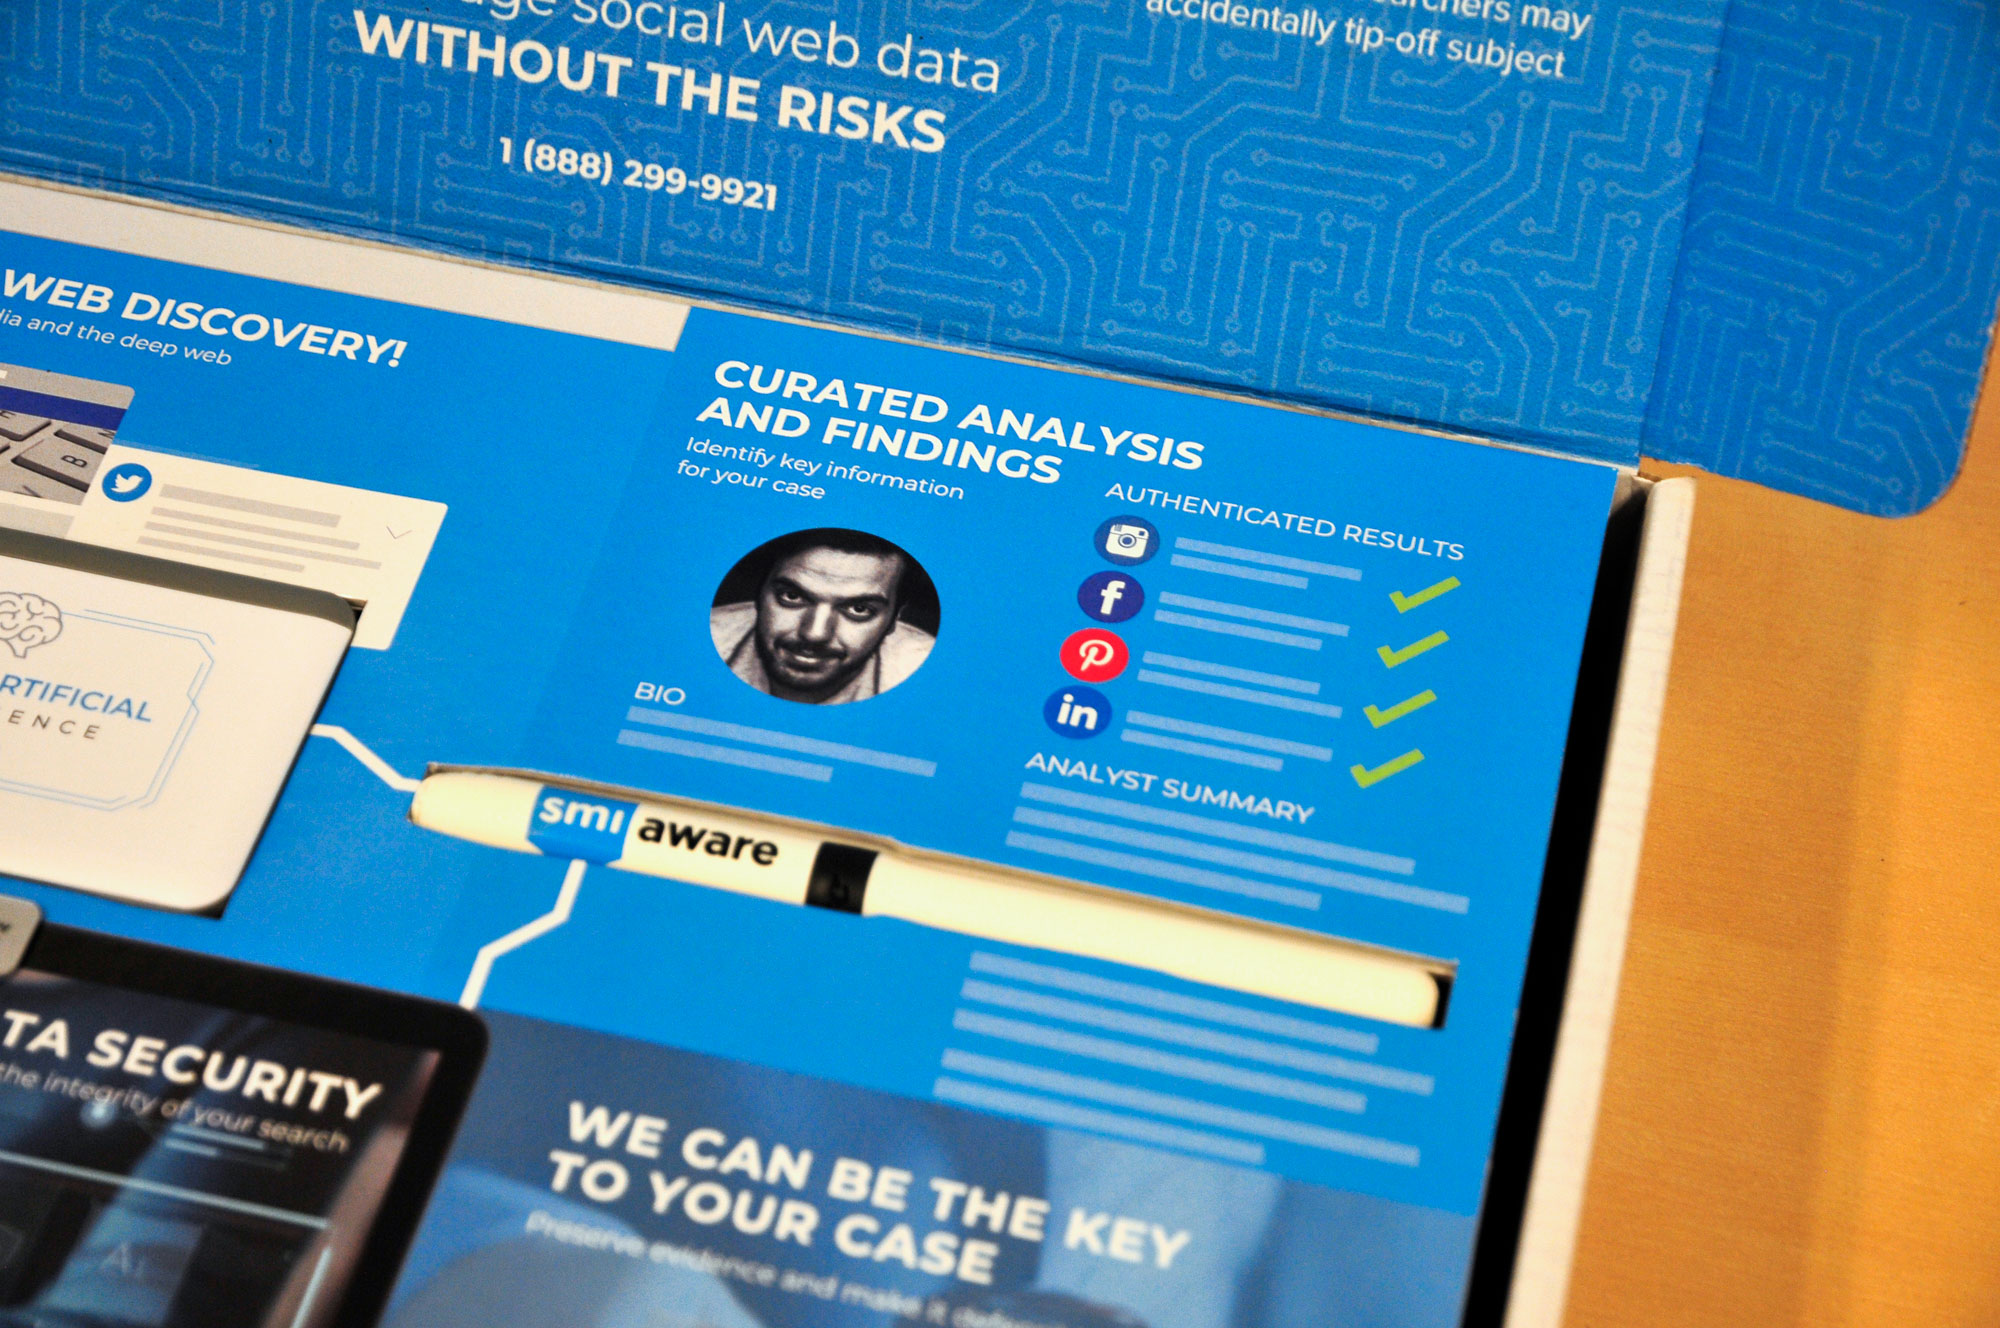 social web data
WITHOUT THE RISKS
1 (888) 299-9921
may
accidentally tip-off subject
WEB DISCOVERY!
and the deep web
CURATED ANALYSIS
AND FINDINGS
Identify key information
for your case
AUTHENTICATED RESULTS
f
in
BIO
ANALYST SUMMARY
smi aware
RTIFICIAL
ENCE
B
TA SECURITY
the integrity of your search
WE CAN BE THE KEY
TO YOUR CASE
Preserve evidence and make it